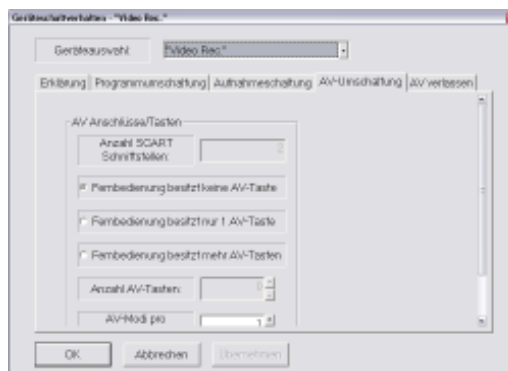 Geräteschaltverhalten - "Video Rec."
Geräteauswahl: "Video Rec."
Erklärung Programmumschaltung Aufnahmeschaltung AV-Umschaltung AV verlassen
AV Anschlüsse/Tasten
Anzahl SCART
Schnittstellen:
Fernbedienung besitzt keine AV-Taste
Fernbedienung besitzt nur 1 AV-Taste
Fernbedienung besitzt mehr AV-Tasten
Anzahl AV-Tasten: 0
AV-Modi pro 1
OK Abbrechen Übernehmen